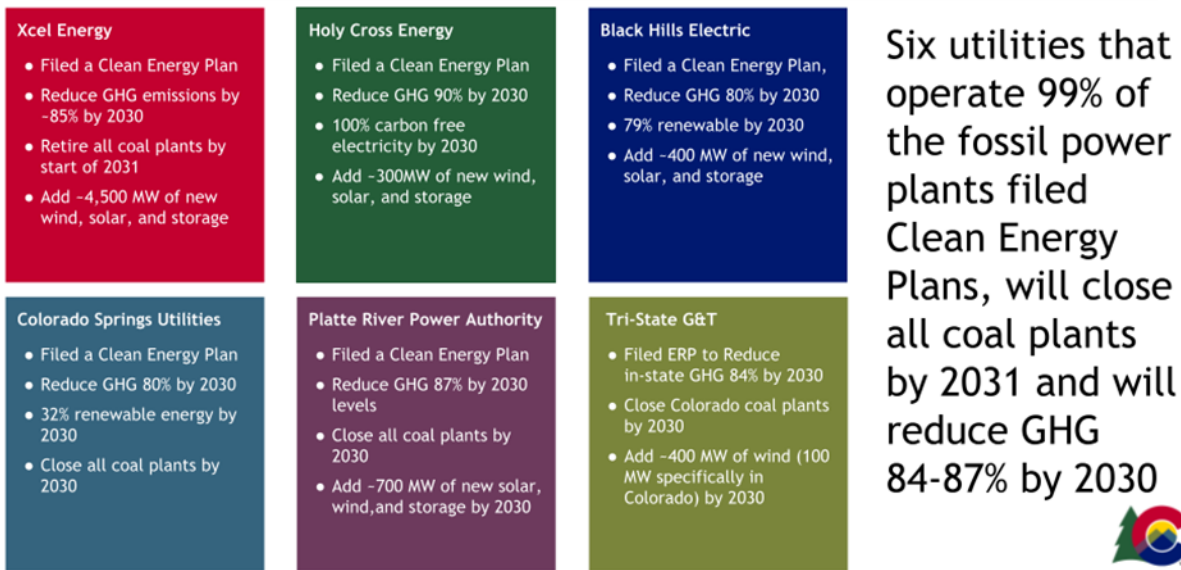 Xcel Energy
● Filed a Clean Energy Plan
● Reduce GHG emissions by
~85% by 2030
● Retire all coal plants by
start of 2031
● Add ~4,500 MW of new
wind, solar, and storage
Holy Cross Energy
● Filed a Clean Energy Plan
● Reduce GHG 90% by 2030
● 100% carbon free
electricity by 2030
● Add ~300MW of new wind,
solar, and storage
Black Hills Electric
● Filed a Clean Energy Plan,
● Reduce GHG 80% by 2030
● 79% renewable by 2030
● Add ~400 MW of new wind,
solar, and storage
Colorado Springs Utilities
● Filed a Clean Energy Plan
● Reduce GHG 80% by 2030
● 32% renewable energy by
2030
● Close all coal plants by
2030
Platte River Power Authority
● Filed a Clean Energy Plan
● Reduce GHG 87% by 2030
levels
● Close all coal plants by
2030
● Add ~700 MW of new solar,
wind,and storage by 2030
Tri-State G&T
● Filed ERP to Reduce
in-state GHG 84% by 2030
● Close Colorado coal plants
by 2030
● Add ~400 MW of wind (100
MW specifically in
Colorado) by 2030
Six utilities that
operate 99% of
the fossil power
plants filed
Clean Energy
Plans, will close
all coal plants
by 2031 and will
reduce GHG
84-87% by 2030